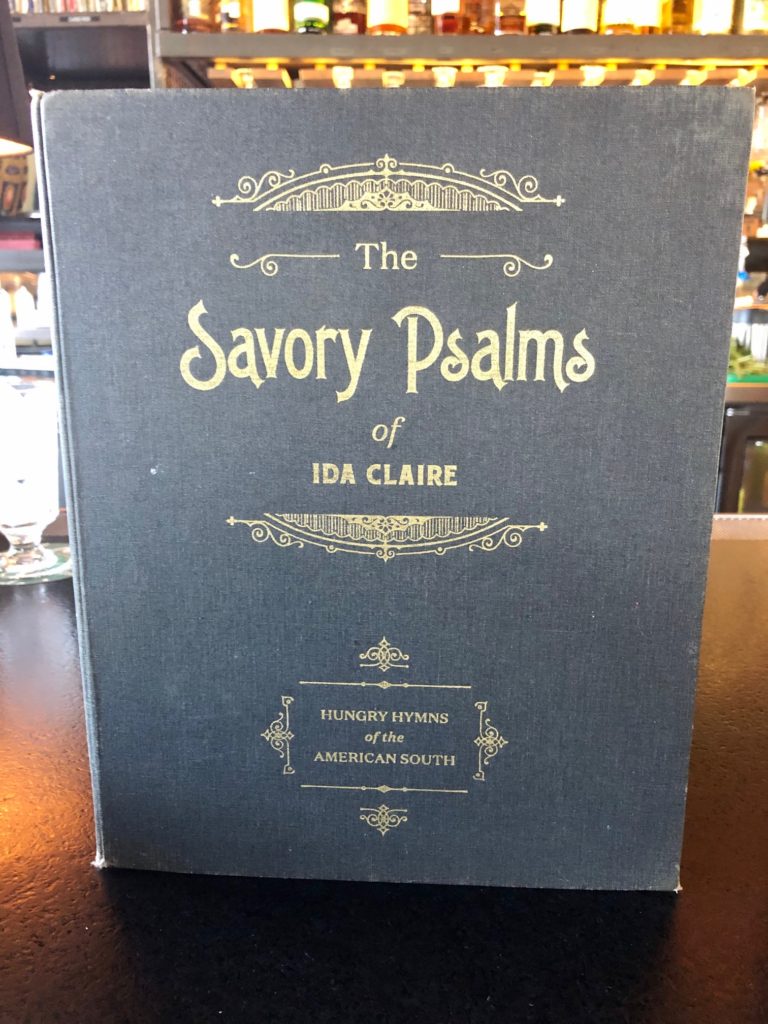 The
Savory Psalms
of
IDA CLAIRE
HUNGRY HYMNS
of the
AMERICAN SOUTH